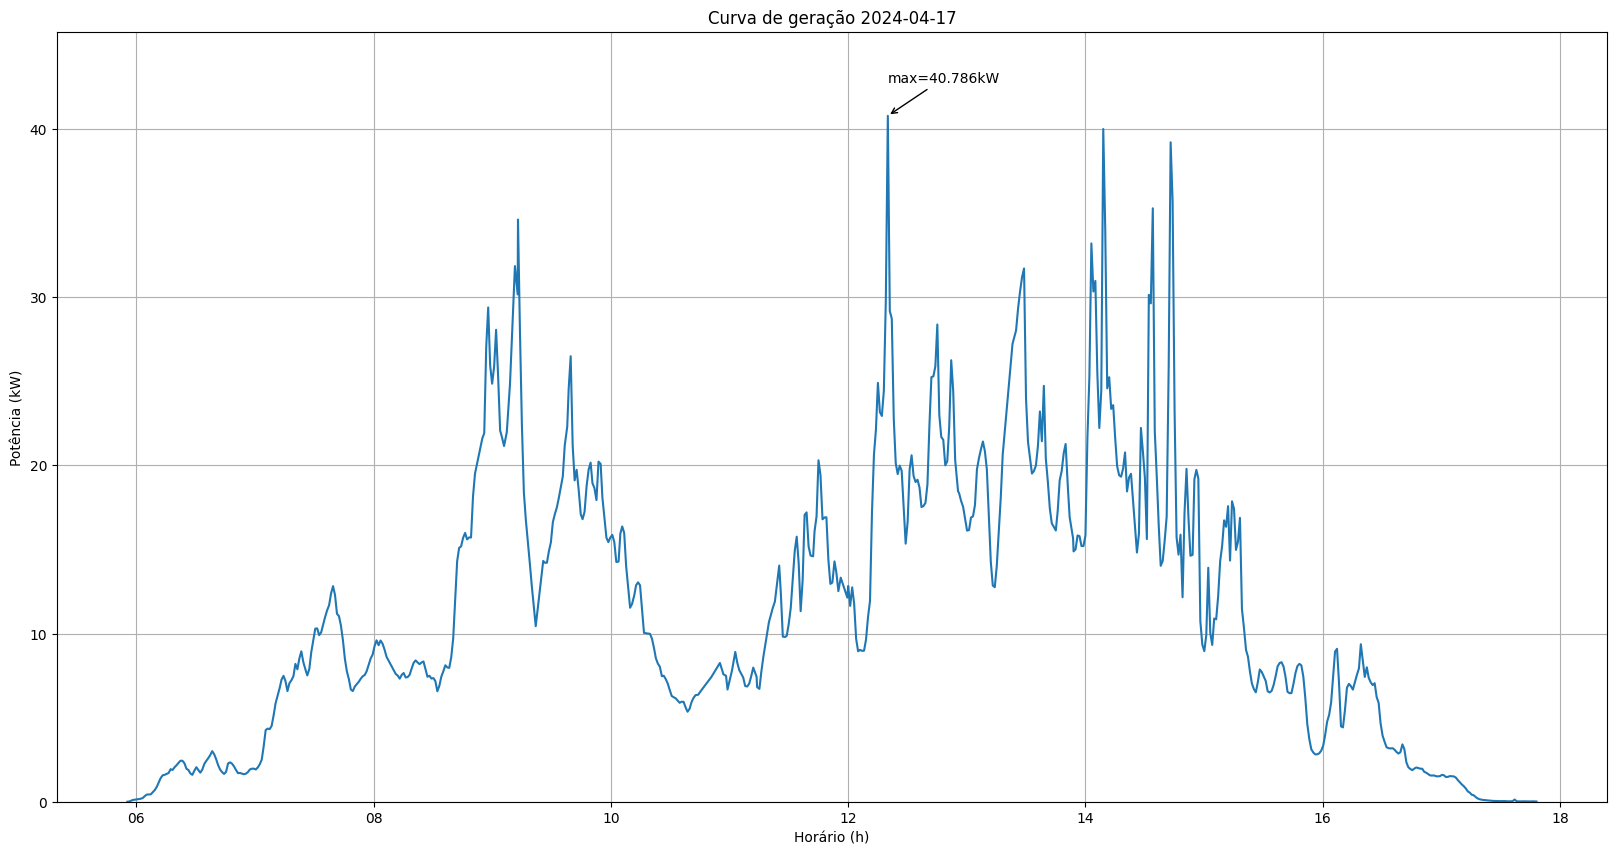 Curva de geração 2024-04-17
max=40.786kW
40
30
20
10
0
Potência (kW)
06 08 10 12 14 16 18
Horário (h)